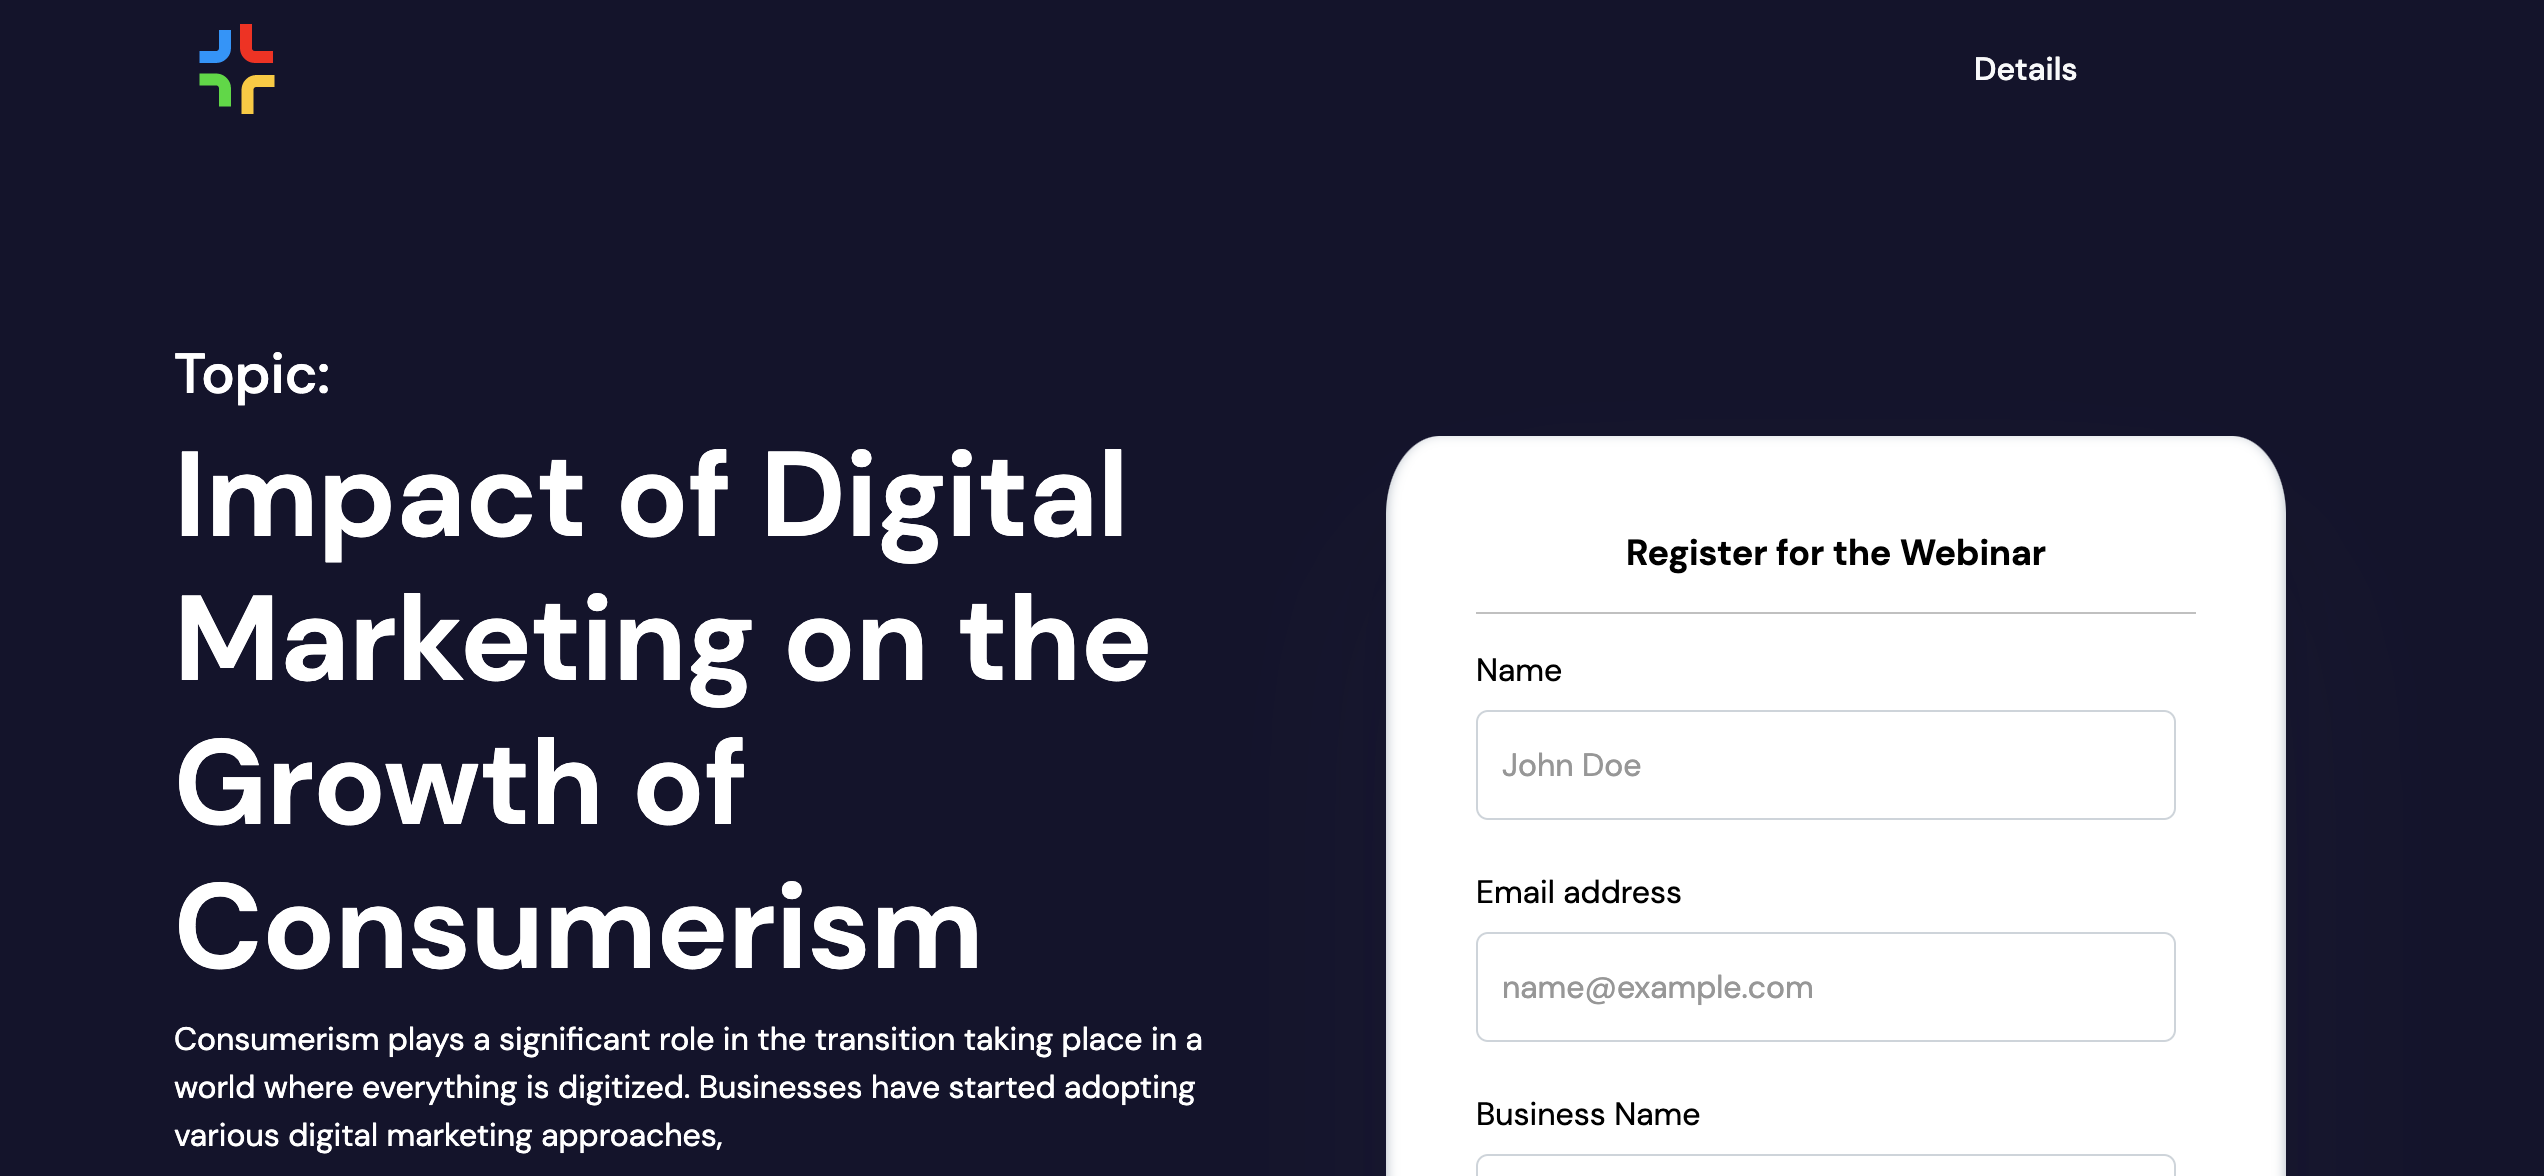 Details
Topic:
Impact of Digital
Marketing on the
Growth of
Consumerism
Consumerism plays a significant role in the transition taking place in a
world where everything is digitized. Businesses have started adopting
various digital marketing approaches,
Register for the Webinar
Name
John Doe
Email address
name@example.com
Business Name